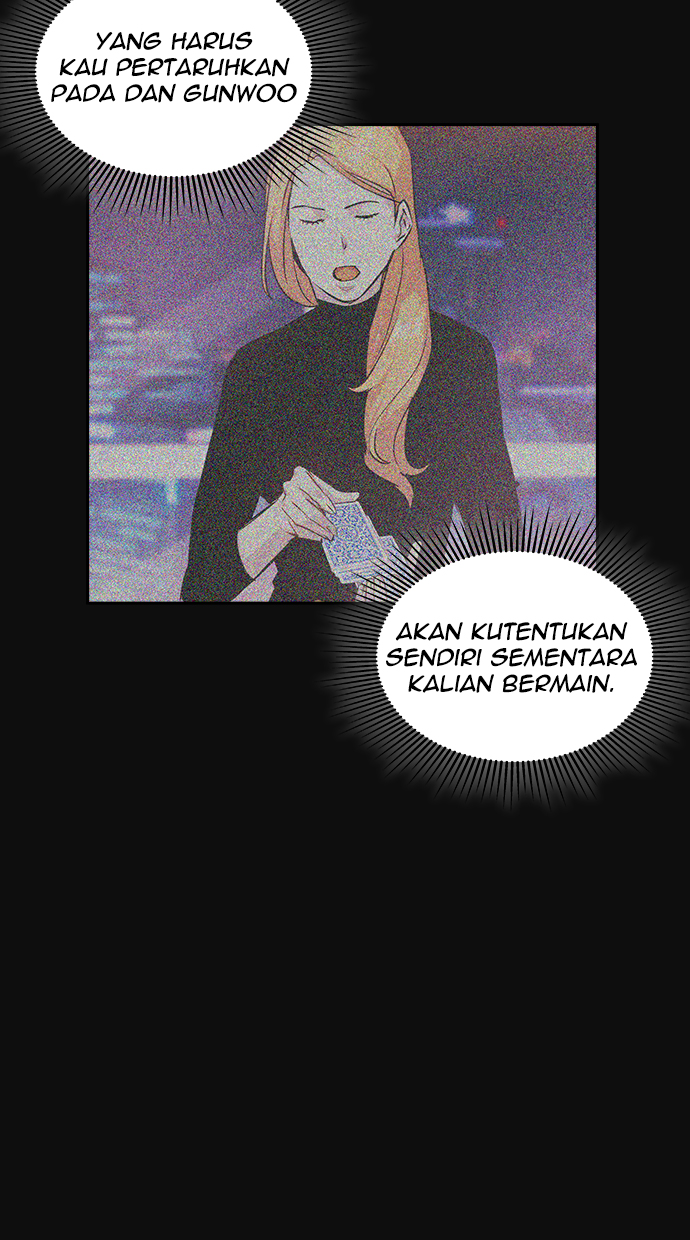 YANG HARUS
KAU PERTARUHKAN
PADA DAN GUNWOO
AKAN KUTENTUKAN
SENDIRI SEMENTARA
KALIAN BERMAIN.